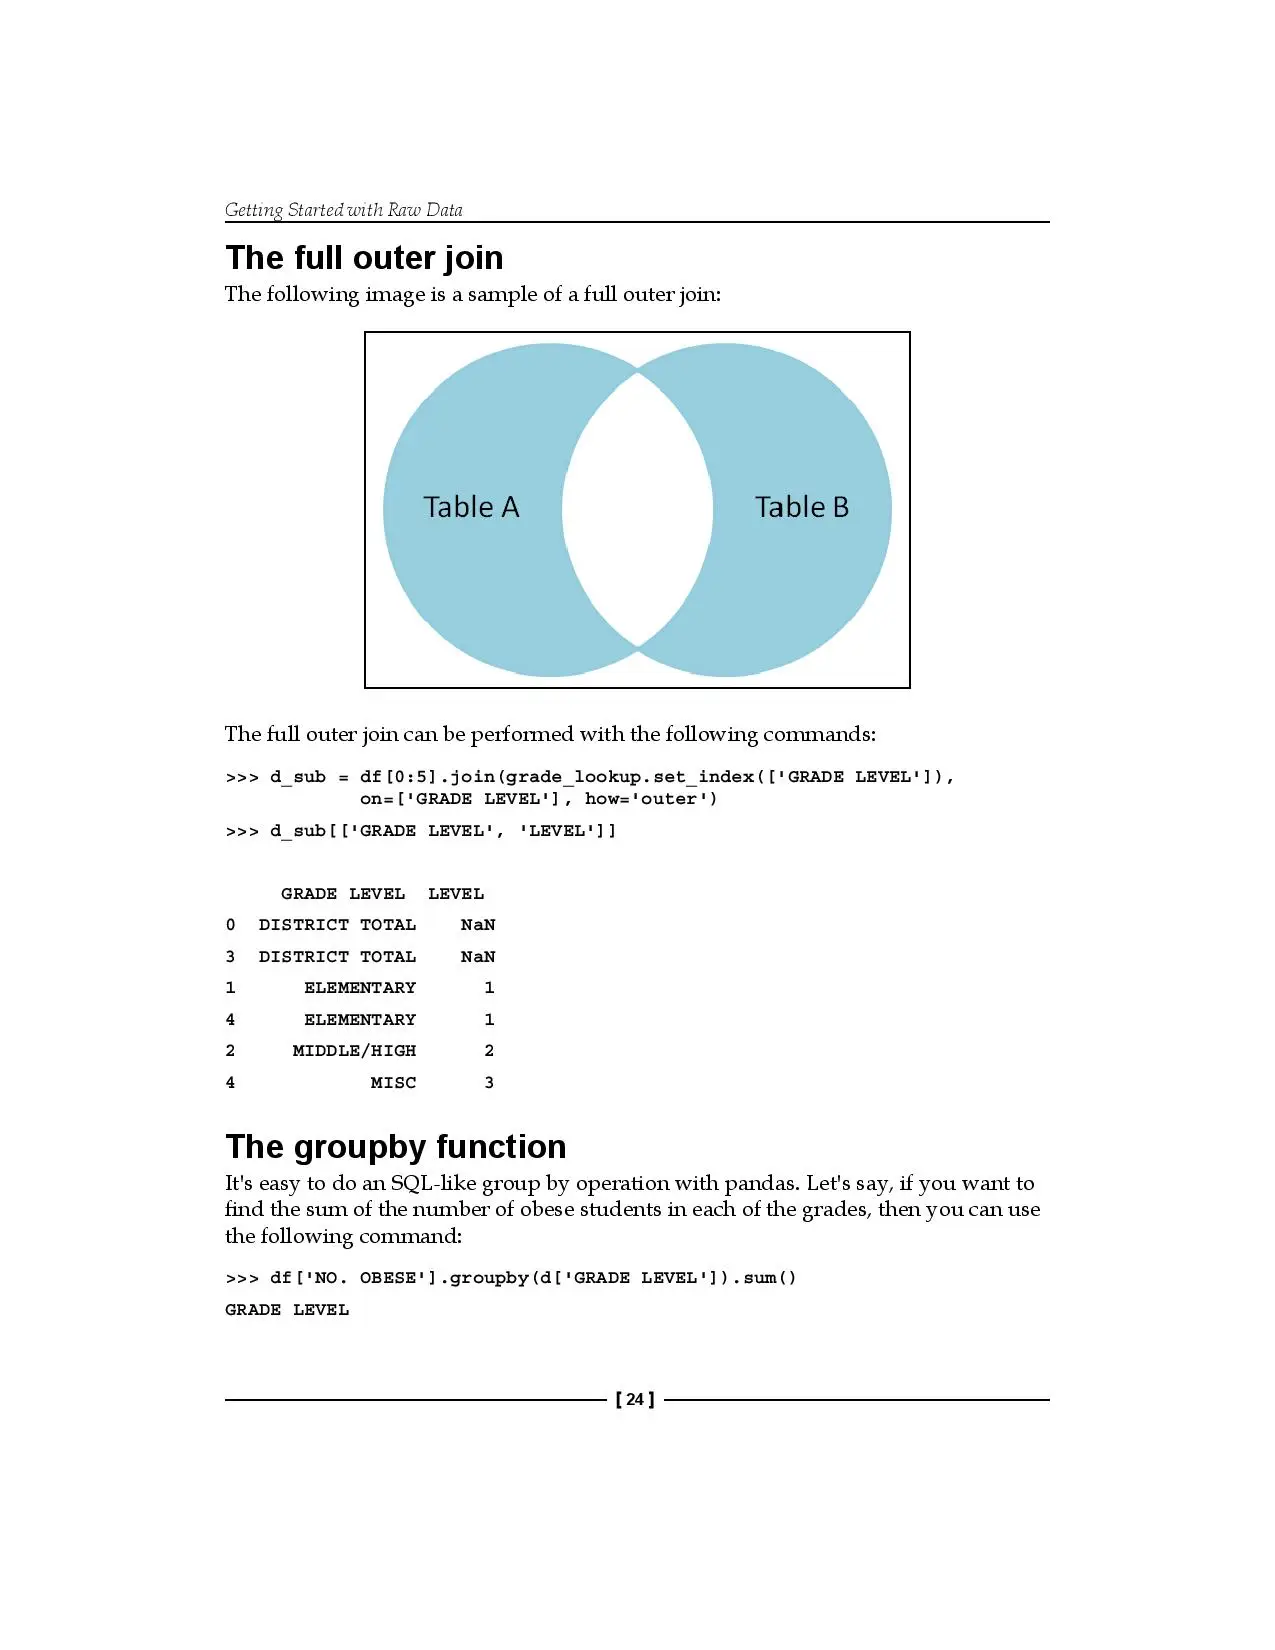 Getting Started with Raw Data
The full outer join
The following image is a sample of a full outer join:
Table A Table B
The full outer join can be performed with the following commands:
>>> d_sub = df[0:5].join(grade_lookup.set_index(['GRADE LEVEL']),
on=['GRADE LEVEL'], how='outer')
>>> d_sub[['GRADE LEVEL', 'LEVEL']]
GRADE LEVEL LEVEL
0 DISTRICT TOTAL NaN
3 DISTRICT TOTAL NaN
1 ELEMENTARY 1
4 ELEMENTARY 1
2 MIDDLE/HIGH 2
4 MISC 3
The groupby function
It's easy to do an SQL-like group by operation with pandas. Let's say, if you want to
find the sum of the number of obese students in each of the grades, then you can use
the following command:
>>> df['NO. OBESE'].groupby(d['GRADE LEVEL']).sum()
GRADE LEVEL
[ 24 ]